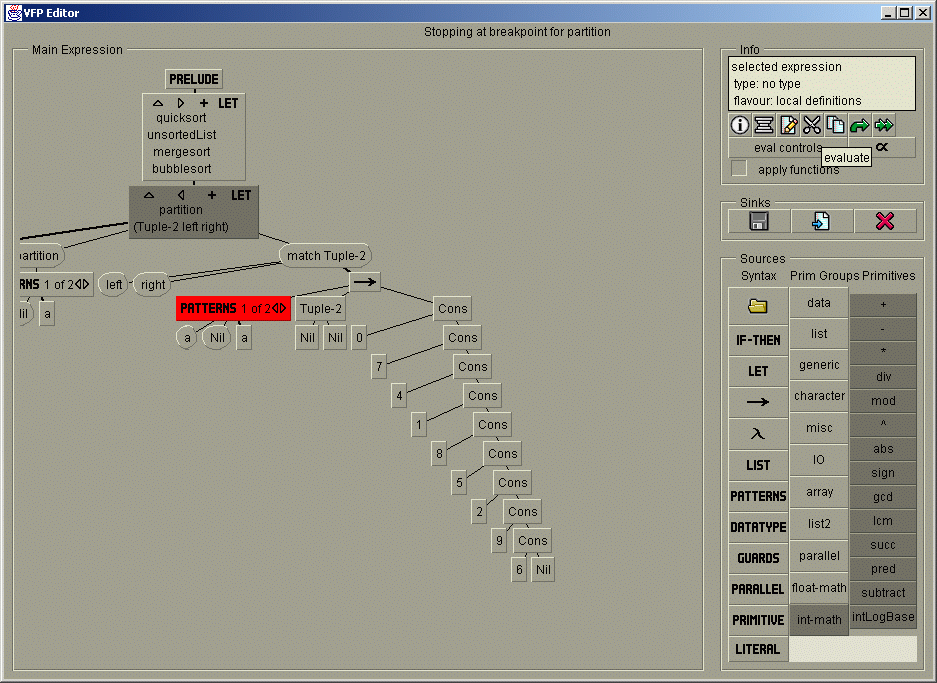 VFP Editor
Stopping at breakpoint for partition
Main Expression
PRELUDE
LET
quicksort
unsortedList
mergesort
bubblesort
+ LET
partition
(Tuple-2 left right)
match Tuple-2
1 of 2
left
right
a
PATTERNS 1 of 2
Tuple-2
Cons
a
Nil
a
Nil
Nil
0
Cons
7
Cons
4
Cons
1
Cons
8
Cons
5
Cons
2
Cons
9
Cons
6
Nil
Info
selected expression
type: no type
flavour: local definitions
eval controls
α
evaluate
apply functions
Sinks
Sources
Syntax Prim Groups Primitives
IF-THEN
LET
λ
LIST
PATTERNS
DATATYPE
GUARDS
PARALLEL
PRIMITIVE
LITERAL
data
list
generic
character
misc
IO
array
list2
parallel
float-math
int-math
+
-
*
div
mod
^
abs
sign
gcd
lcm
succ
pred
subtract
intLogBase